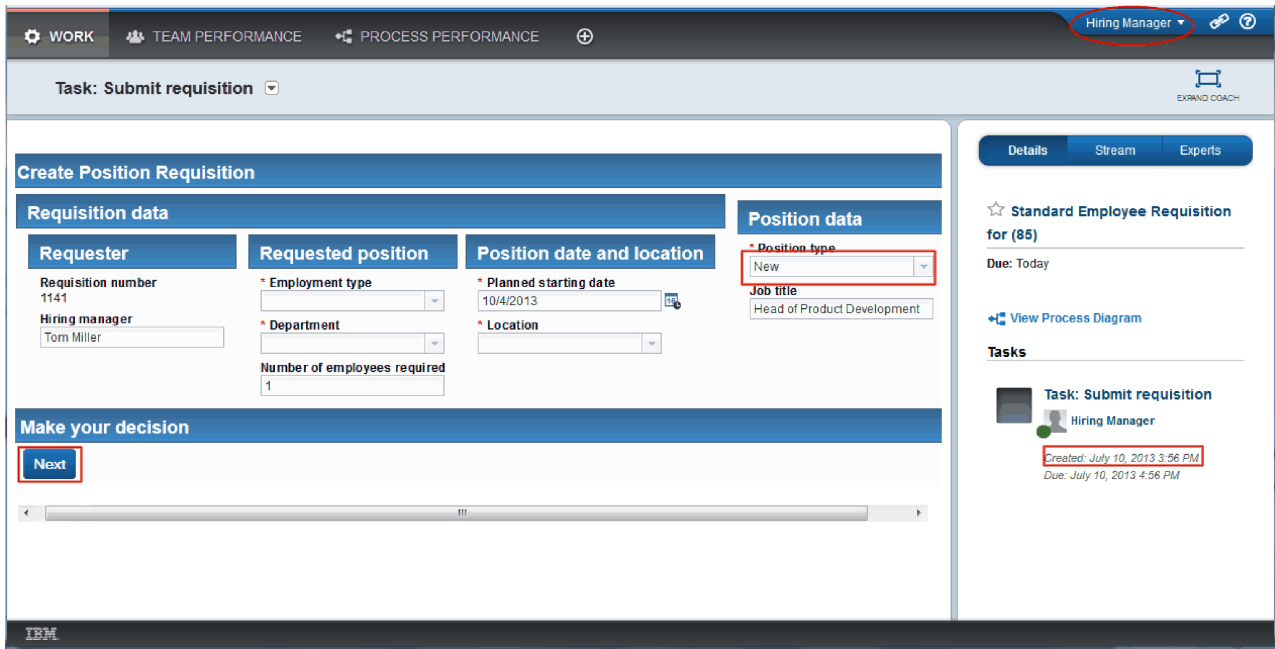 WORK
TEAM PERFORMANCE
PROCESS PERFORMANCE
Hiring Manager
Task: Submit requisition
EXPAND COACH
Create Position Requisition
Requisition data
Requester
Requisition number
1141
Hiring manager
Tom Miller
Requested position
* Employment type
* Department
Number of employees required
1
Position date and location
* Planned starting date
10/4/2013
* Location
Position data
* Position type
New
Job title
Head of Product Development
Make your decision
Next
Details
Stream
Experts
Standard Employee Requisition
for (85)
Due: Today
View Process Diagram
Tasks
Task: Submit requisition
Hiring Manager
Created: July 10, 2013 3:56 PM
Due: July 10, 2013 4:56 PM
IBM.